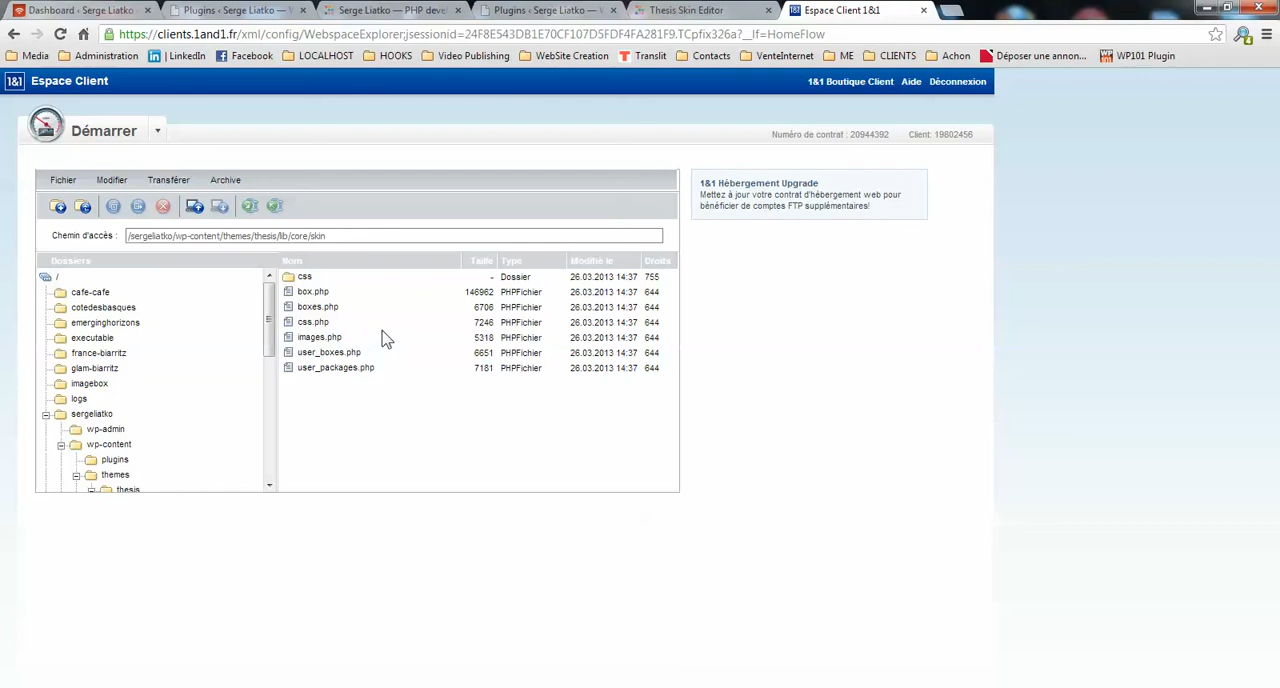 Dashboard ‹ Serge Liatko
Plugins ‹ Serge Liatko — W
Serge Liatko — PHP deve
Plugins ‹ Serge Liatko — W
Thesis Skin Editor
Espace Client 1&1
https://clients.1and1.fr/xml/config/WebspaceExplorer;jsessionid=24F8E543DB1E70CF107D5FDF4FA281F9.TCpfix326a?__lf=HomeFlow
Media Administration LinkedIn Facebook LOCALHOST HOOKS Video Publishing WebSite Creation Translit Contacts VenteInternet ME CLIENTS Achon Déposer une annon... WP101 Plugin
1&1 Espace Client
1&1 Boutique Client Aide Déconnexion
Démarrer
Numéro de contrat : 20944392 Client: 19802456
Fichier Modifier Transférer Archive
1&1 Hébergement Upgrade
Mettez à jour votre contrat d'hébergement web pour
bénéficier de comptes FTP supplémentaires!
Chemin d'accès : /sergeliatko/wp-content/themes/thesis/lib/core/skin
Dossiers
/
cafe-cafe
cotedesbasques
emerginghorizons
executable
france-biarritz
glam-biarritz
imagebox
logs
sergeliatko
wp-admin
wp-content
plugins
themes
thesis
Nom Taille Type Modifié le Droits
css - Dossier 26.03.2013 14:37 755
box.php 146962 PHPFichier 26.03.2013 14:37 644
boxes.php 6706 PHPFichier 26.03.2013 14:37 644
css.php 7246 PHPFichier 26.03.2013 14:37 644
images.php 5318 PHPFichier 26.03.2013 14:37 644
user_boxes.php 6651 PHPFichier 26.03.2013 14:37 644
user_packages.php 7181 PHPFichier 26.03.2013 14:37 644